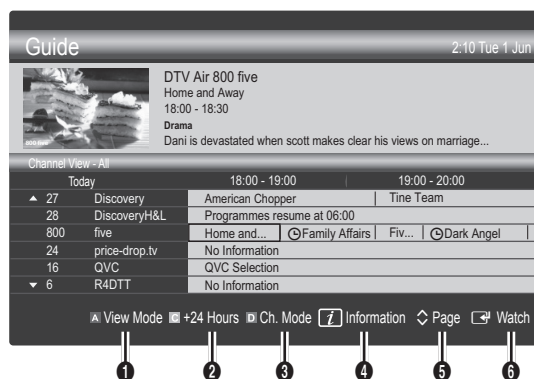 Guide
2:10 Tue 1 Jun
DTV Air 800 five
Home and Away
18:00 - 18:30
Drama
Dani is devastated when scott makes clear his views on marriage...
800 five
Channel View - All
Today 18:00 - 19:00 19:00 - 20:00
27 Discovery American Chopper Tine Team
28 DiscoveryH&L Programmes resume at 06:00
800 five Home and... Family Affairs Fiv... Dark Angel
24 price-drop.tv No Information
16 QVC QVC Selection
6 R4DTT No Information
A View Mode C +24 Hours D Ch. Mode i Information Page Watch
1 2 3 4 5 6